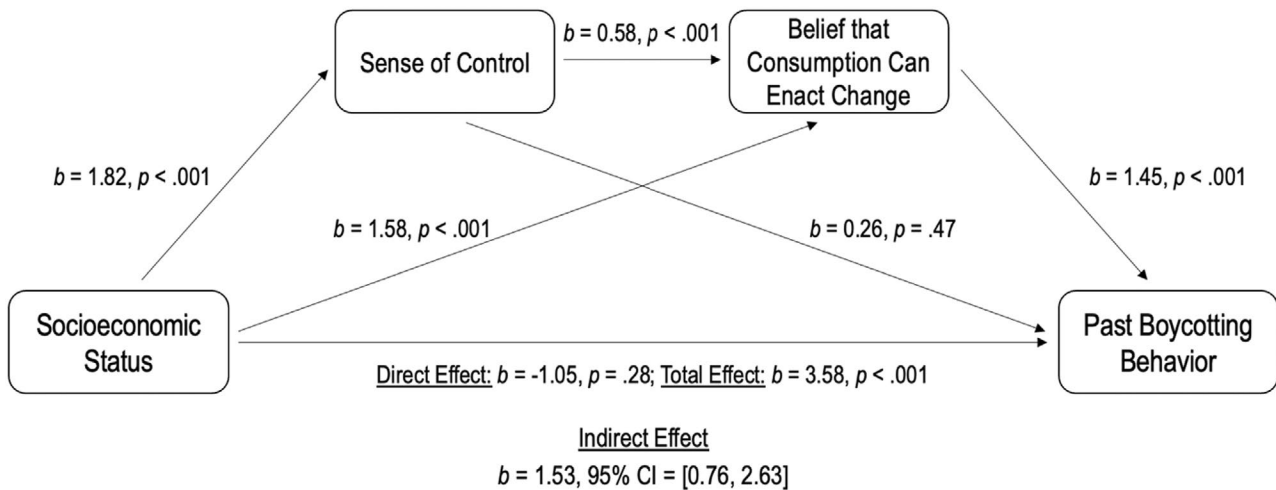 b = 0.58, p < .001
Sense of Control
Belief that
Consumption Can
Enact Change
b = 1.82, p < .001
b = 1.58, p < .001
b = 0.26, p = .47
b = 1.45, p < .001
Socioeconomic
Status
Past Boycotting
Behavior
Direct Effect: b = -1.05, p = .28; Total Effect: b = 3.58, p < .001
Indirect Effect
b = 1.53, 95% CI = [0.76, 2.63]